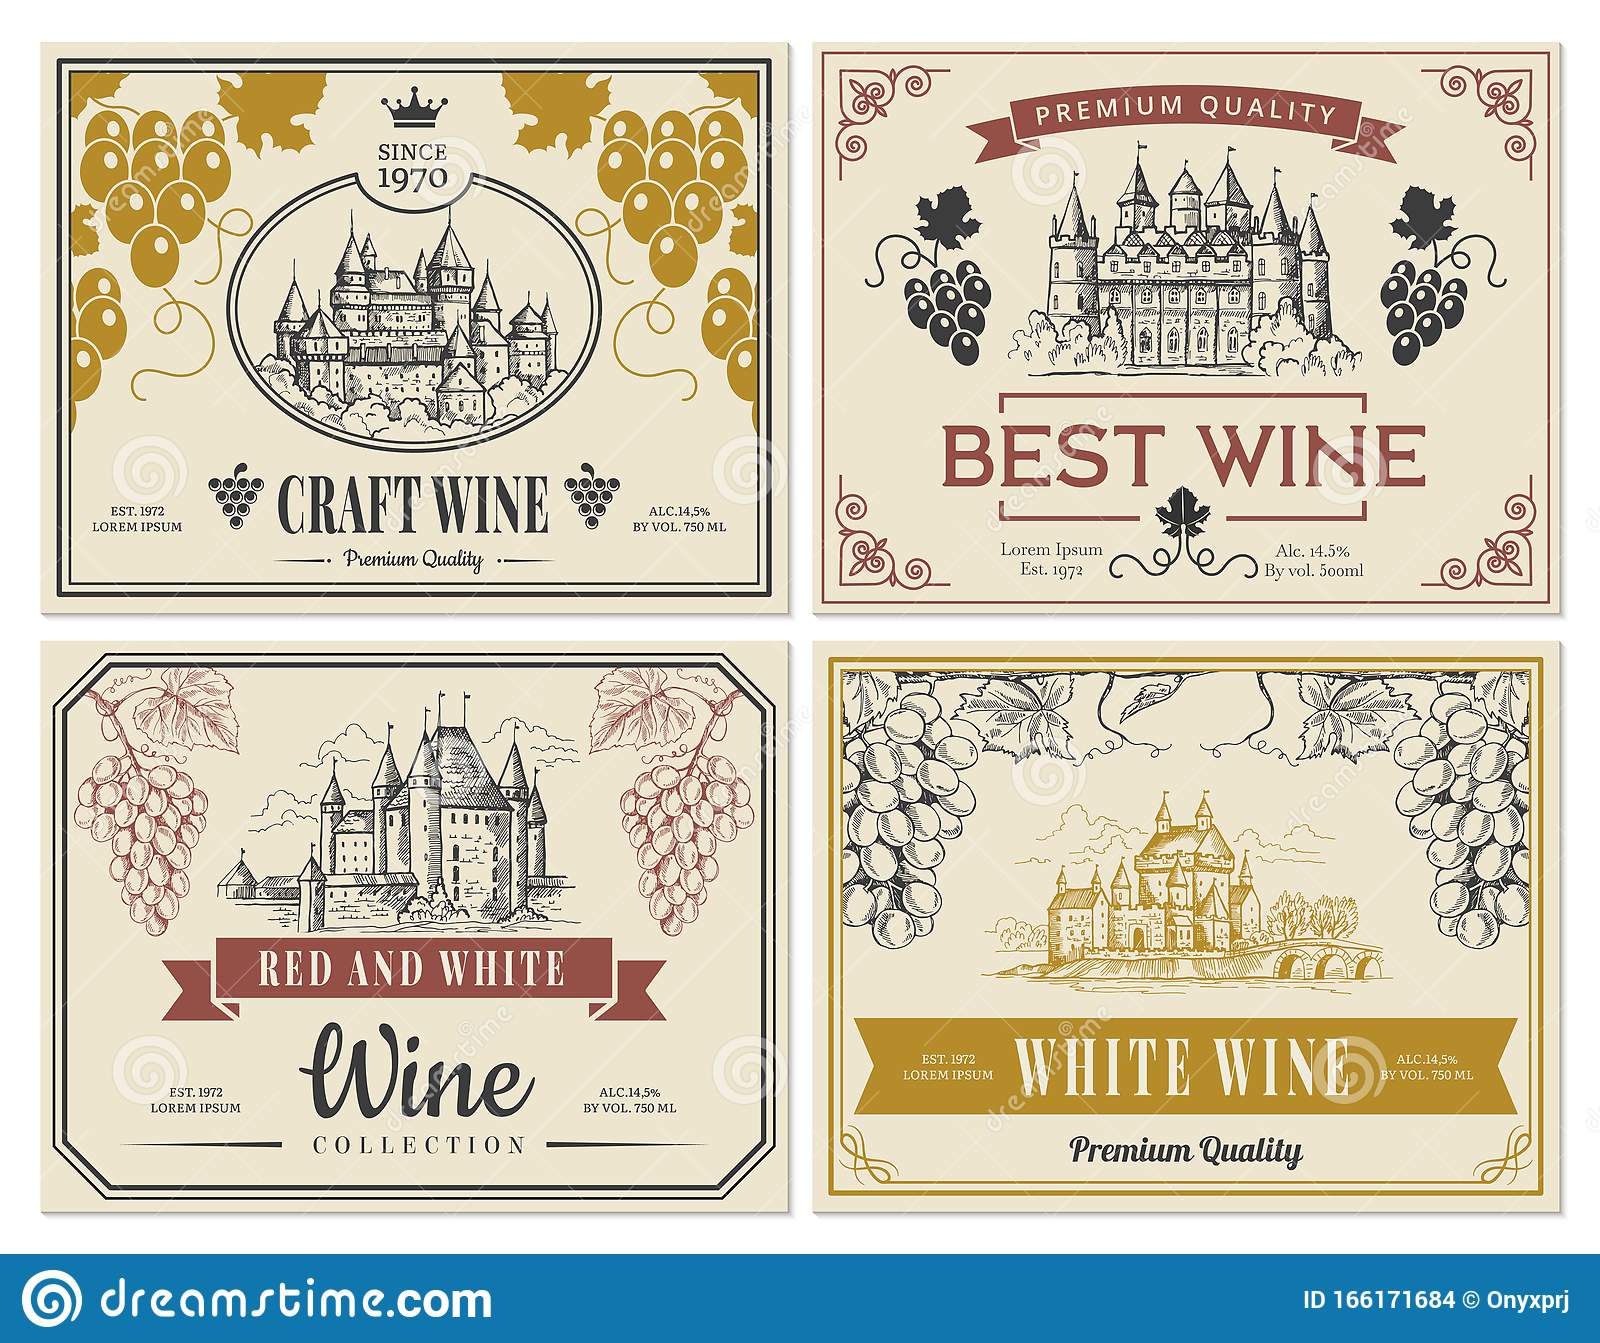 SINCE
1970
CRAFT WINE
EST. 1972
LOREM IPSUM
ALC.14,5%
BY VOL. 750 ML
Premium Quality
PREMIUM QUALITY
BEST WINE
Lorem Ipsum
Est. 1972
Alc. 14.5%
By vol. 500ml
RED AND WHITE
Wine
COLLECTION
EST. 1972
LOREM IPSUM
ALC.14,5%
BY VOL. 750 ML
EST. 1972
LOREM IPSUM
WHITE WINE
ALC.14,5%
BY VOL. 750 ML
Premium Quality
dreamstime.com
ID 166171684 © Onyxprj